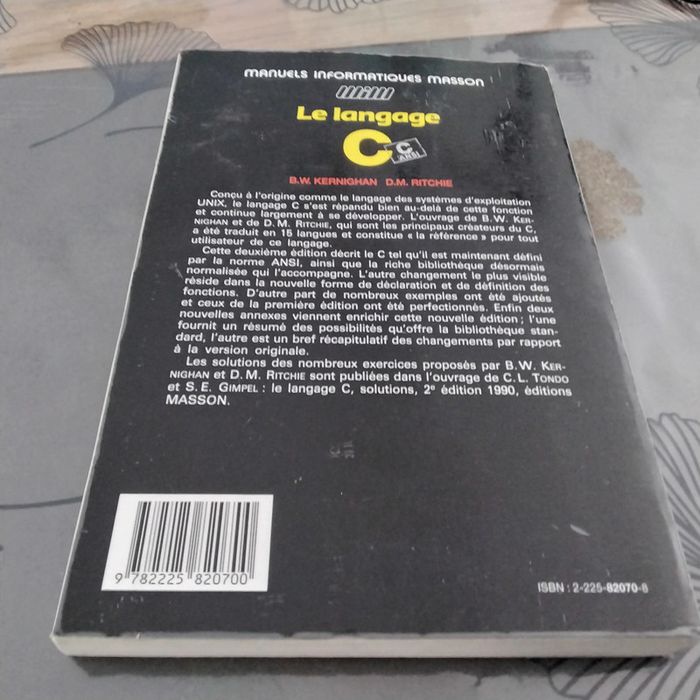 MANUELS INFORMATIQUES MASSON
mim
Le langage
C
C
ANSI
B.W. KERNIGHAN D.M. RITCHIE
Conçu à l'origine comme le langage des systèmes d'exploitation
UNIX, le langage C s'est répandu bien au-delà de cette fonction
et continue largement à se développer. L'ouvrage de B.W. KER-
NIGHAN et de D.M. RITCHIE, qui sont les principaux créateurs du C,
a été traduit en 15 langues et constitue « la référence » pour tout
utilisateur de ce langage.
Cette deuxième édition décrit le C tel qu'il est maintenant défini
par la norme ANSI, ainsi que la riche bibliothèque désormais
normalisée qui l'accompagne. L'autre changement le plus visible
réside dans la nouvelle forme de déclaration et de définition des
fonctions. D'autre part de nombreux exemples ont été ajoutés
et ceux de la première édition ont été perfectionnés. Enfin deux
nouvelles annexes viennent enrichir cette nouvelle édition ; l'une
fournit un résumé des possibilités qu'offre la bibliothèque stan-
dard, l'autre est un bref récapitulatif des changements par rapport
à la version originale.
Les solutions des nombreux exercices proposés par B.W. KER-
NIGHAN et D.M. RITCHIE sont publiées dans l'ouvrage de C.L. TONDO
et S.E. GIMPEL : le langage C, solutions, 2e édition 1990, éditions
MASSON.
9 782225 820700
ISBN : 2-225-82070-8